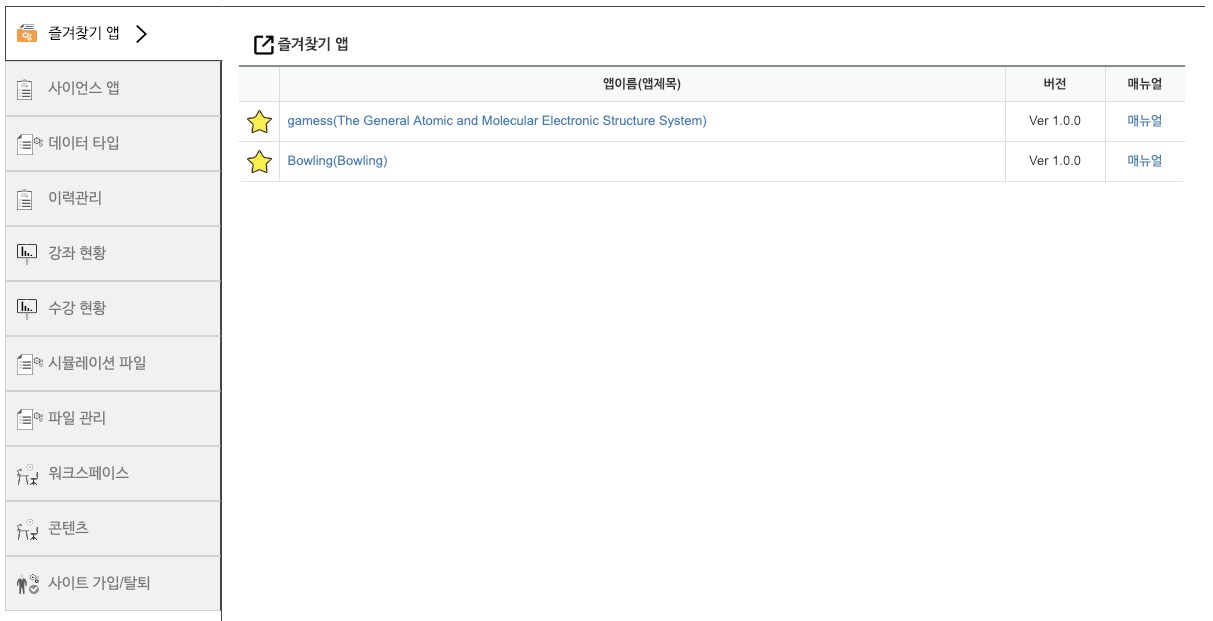 즐겨찾기 앱
사이언스 앱
데이터 타입
이력관리
강좌 현황
수강 현황
시뮬레이션 파일
파일 관리
워크스페이스
콘텐츠
사이트 가입/탈퇴
즐겨찾기 앱
앱이름(앱제목) 버전 매뉴얼
gamess(The General Atomic and Molecular Electronic Structure System) Ver 1.0.0 매뉴얼
Bowling(Bowling) Ver 1.0.0 매뉴얼